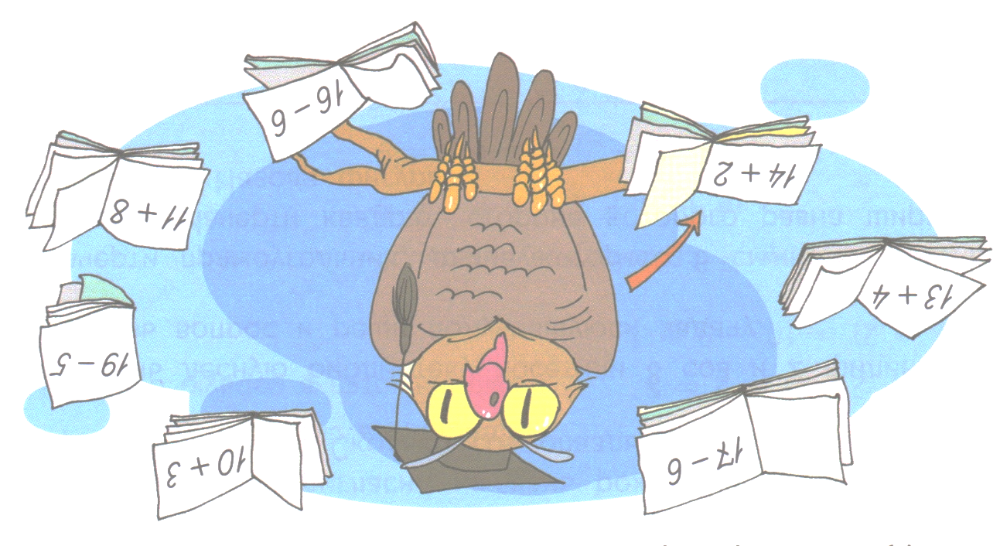 17 – 6
10 + 3
19 – 5
13 + 4
11 + 8
14 + 2
16 – 6